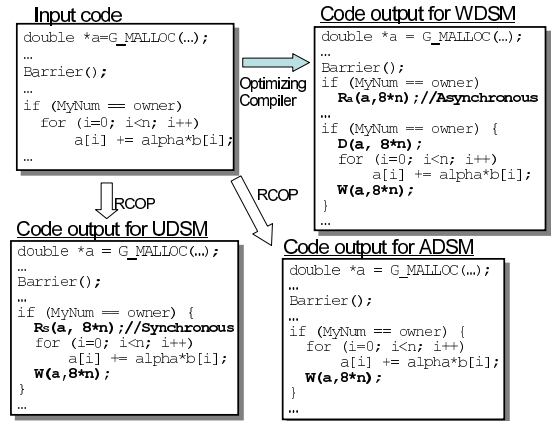 Input code
double *a=G_MALLOC(…);
…
Barrier();
…
if (MyNum == owner)
for (i=0; i<n; i++)
a[i] += alpha*b[i];
…
Optimizing
Compiler
Code output for WDSM
double *a = G_MALLOC(…);
…
Barrier();
if (MyNum == owner)
Ra(a,8*n);//Asynchronous
…
if (MyNum == owner) {
D(a, 8*n);
for (i=0; i<n; i++)
a[i] += alpha*b[i];
W(a,8*n);
}
…
RCOP
RCOP
Code output for UDSM
double *a = G_MALLOC(…);
…
Barrier();
…
if (MyNum == owner) {
Rs(a, 8*n);//Synchronous
for (i=0; i<n; i++)
a[i] += alpha*b[i];
W(a,8*n);
}
…
Code output for ADSM
double *a = G_MALLOC(…);
…
Barrier();
…
if (MyNum == owner) {
for (i=0; i<n; i++)
a[i] += alpha*b[i];
W(a,8*n);
}
…